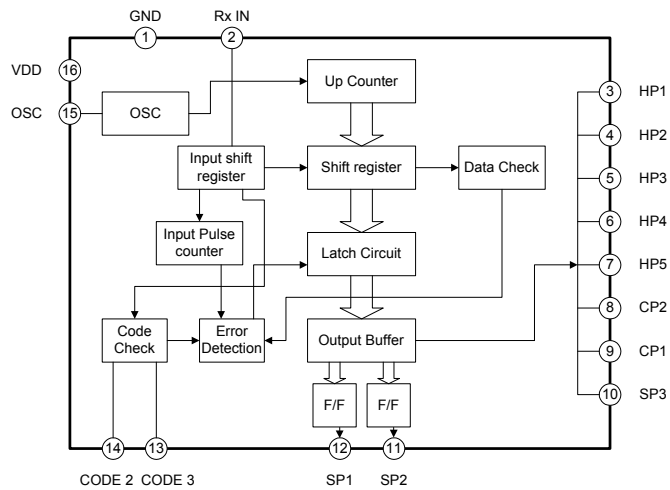 GND
Rx IN
1
2
VDD
16
OSC
15
OSC
Up Counter
3
HP1
4
HP2
Input shift
register
Shift register
Data Check
5
HP3
Input Pulse
counter
6
HP4
Latch Circuit
7
HP5
8
CP2
Code
Check
Error
Detection
Output Buffer
9
CP1
F/F
F/F
10
SP3
14
13
12
11
CODE 2
CODE 3
SP1
SP2